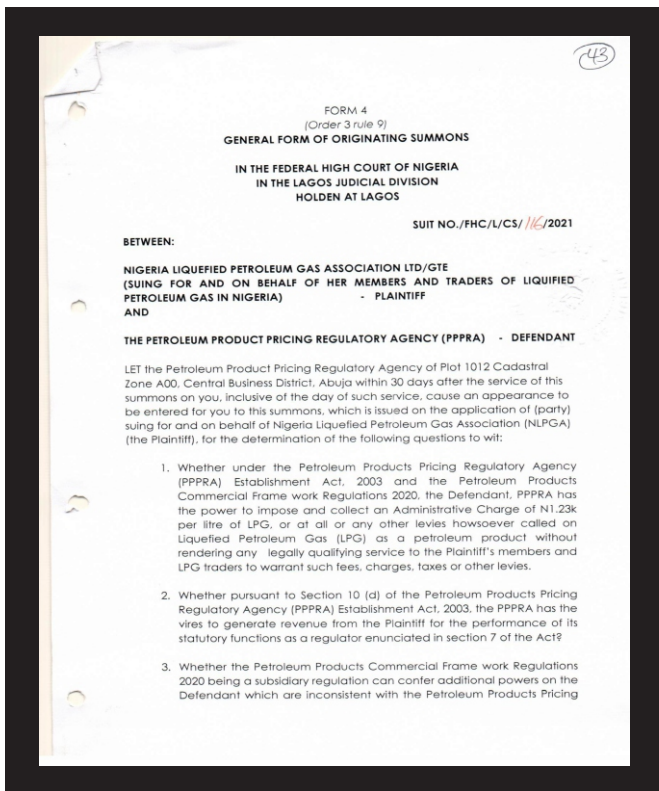 43
FORM 4
(Order 3 rule 9)
GENERAL FORM OF ORIGINATING SUMMONS
IN THE FEDERAL HIGH COURT OF NIGERIA
IN THE LAGOS JUDICIAL DIVISION
HOLDEN AT LAGOS
SUIT NO./FHC/L/CS/116/2021
BETWEEN:
NIGERIA LIQUEFIED PETROLEUM GAS ASSOCIATION LTD/GTE
(SUING FOR AND ON BEHALF OF HER MEMBERS AND TRADERS OF LIQUIFIED
PETROLEUM GAS IN NIGERIA) - PLAINTIFF
AND
THE PETROLEUM PRODUCT PRICING REGULATORY AGENCY (PPPRA) - DEFENDANT
LET the Petroleum Product Pricing Regulatory Agency of Plot 1012 Cadastral
Zone A00, Central Business District, Abuja within 30 days after the service of this
summons on you, inclusive of the day of such service, cause an appearance to
be entered for you to this summons, which is issued on the application of (party)
suing for and on behalf of Nigeria Liquefied Petroleum Gas Association (NLPGA)
(the Plaintiff), for the determination of the following questions to wit:
1. Whether under the Petroleum Products Pricing Regulatory Agency
(PPPRA) Establishment Act, 2003 and the Petroleum Products
Commercial Frame work Regulations 2020, the Defendant, PPPRA has
the power to impose and collect an Administrative Charge of N1.23k
per litre of LPG, or at all or any other levies howsoever called on
Liquefied Petroleum Gas (LPG) as a petroleum product without
rendering any legally qualifying service to the Plaintiff's members and
LPG traders to warrant such fees, charges, taxes or other levies.
2. Whether pursuant to Section 10 (d) of the Petroleum Products Pricing
Regulatory Agency (PPPRA) Establishment Act, 2003, the PPPRA has the
vires to generate revenue from the Plaintiff for the performance of its
statutory functions as a regulator enunciated in section 7 of the Act?
3. Whether the Petroleum Products Commercial Frame work Regulations
2020 being a subsidiary regulation can confer additional powers on the
Defendant which are inconsistent with the Petroleum Products Pricing